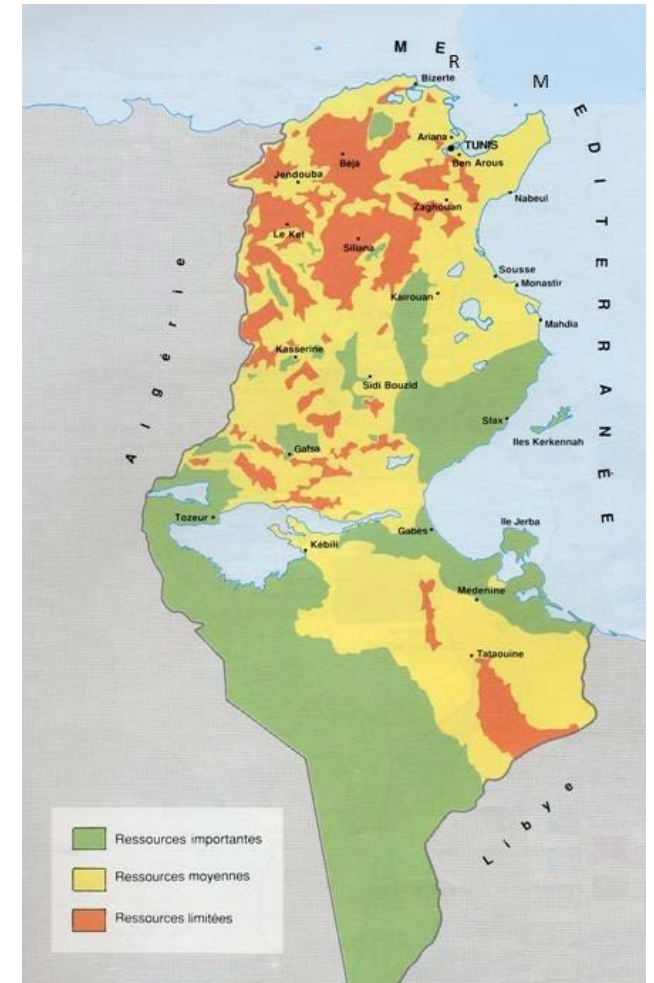 MER
MEDITERRANÉE
Bizerte
Ariana
TUNIS
Ben Arous
Béja
Jendouba
Nabeul
Zaghouan
Le Kef
Siliana
Sousse
Monastir
Kairouan
Mahdia
Algérie
Kasserine
Sidi Bouzid
Sfax
Iles Kerkennah
Gafsa
Tozeur
Gabès
Ile Jerba
Kébili
Médenine
Tataouine
Libye
Ressources importantes
Ressources moyennes
Ressources limitées